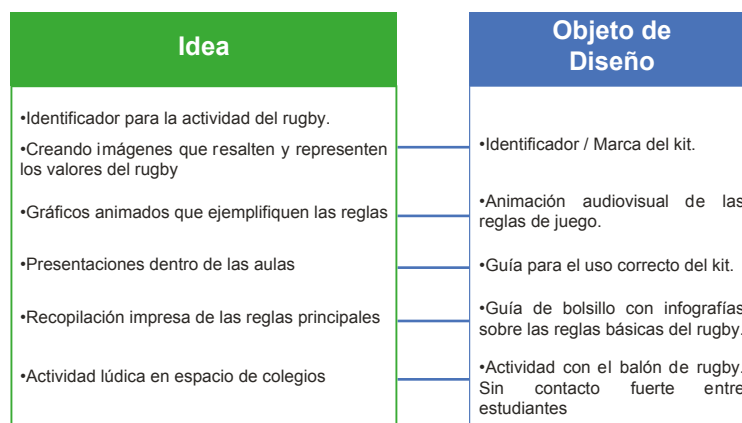 Idea
•Identificador para la actividad del rugby.
•Creando imágenes que resalten y representen
los valores del rugby
•Gráficos animados que ejemplifiquen las reglas
•Presentaciones dentro de las aulas
•Recopilación impresa de las reglas principales
•Actividad lúdica en espacio de colegios
Objeto de
Diseño
•Identificador / Marca del kit.
•Animación audiovisual de las
reglas de juego.
•Guía para el uso correcto del kit.
•Guía de bolsillo con infografías
sobre las reglas básicas del rugby.
•Actividad con el balón de rugby.
Sin contacto fuerte entre
estudiantes